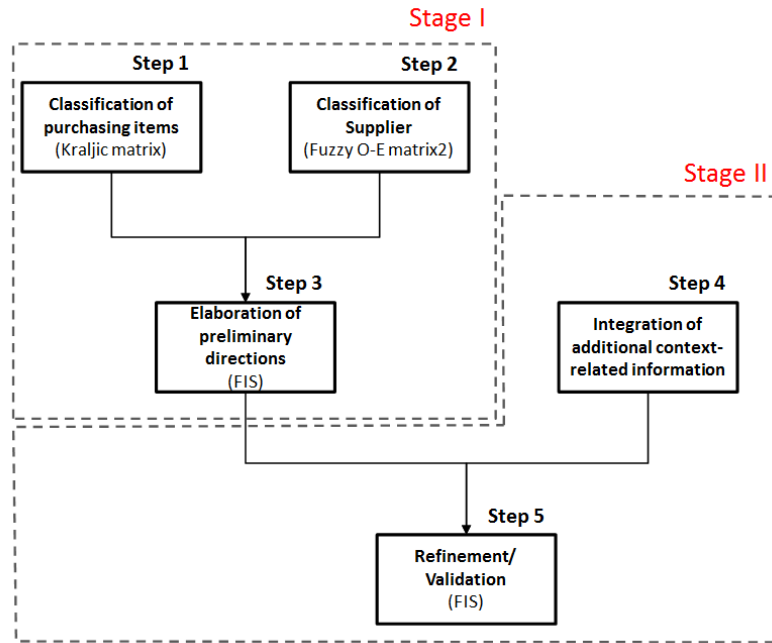 Stage I
Step 1
Step 2
Classification of
purchasing items
(Kraljic matrix)
Classification of
Supplier
(Fuzzy O-E matrix2)
Stage II
Step 3
Elaboration of
preliminary
directions
(FIS)
Step 4
Integration of
additional context-
related information
Step 5
Refinement/
Validation
(FIS)